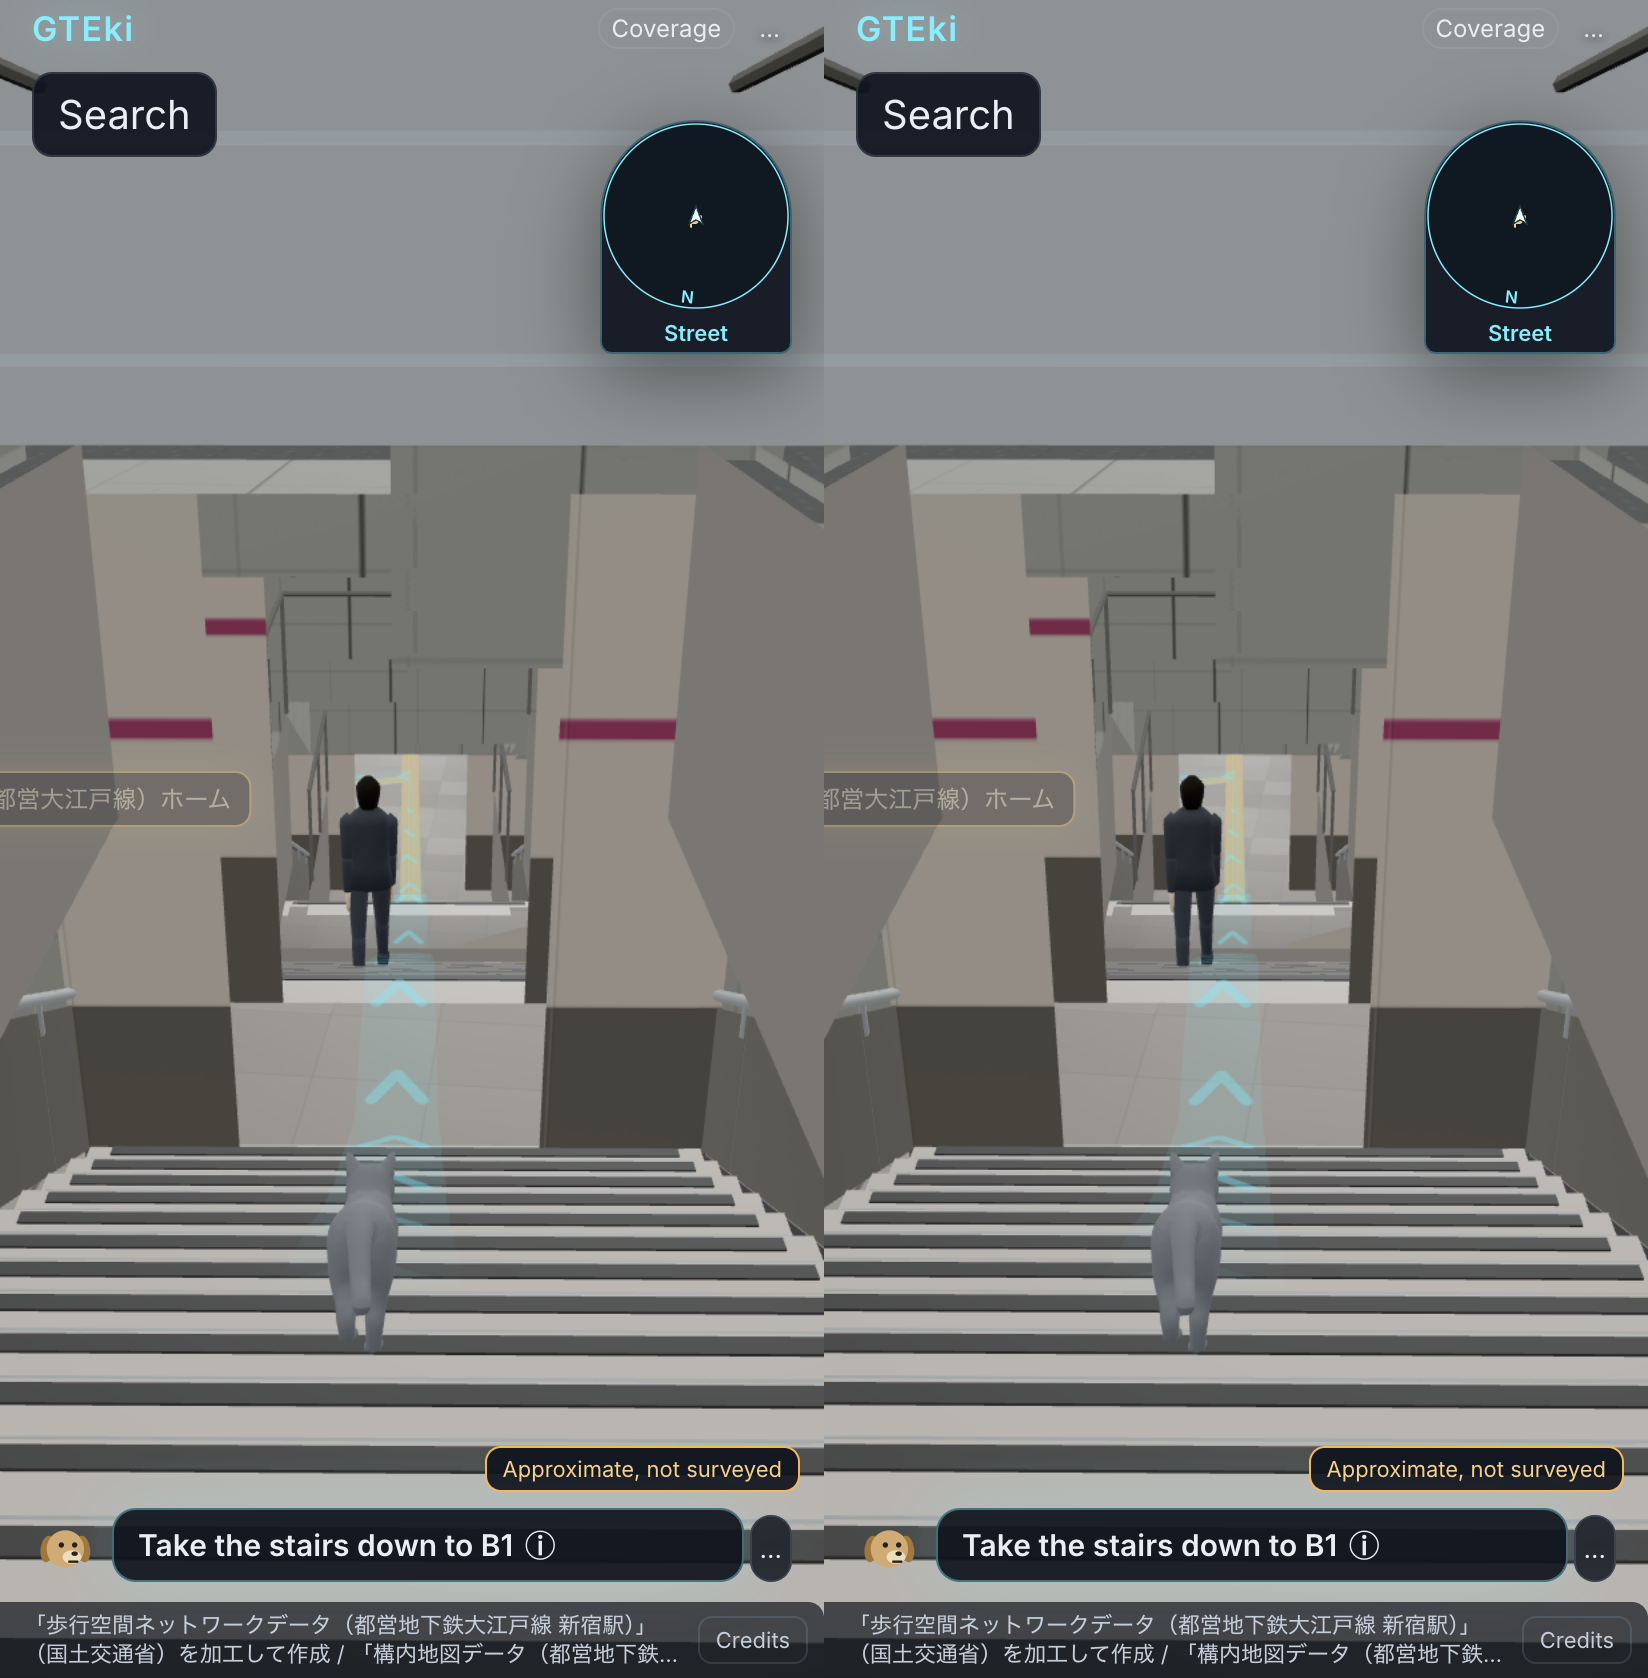 GTEki
Coverage
...
Search
N
Street
都営大江戸線）ホーム
Approximate, not surveyed
Take the stairs down to B1 ⓘ
...
「歩行空間ネットワークデータ（都営地下鉄大江戸線 新宿駅）」
（国土交通省）を加工して作成 / 「構内地図データ（都営地下鉄...
Credits
GTEki
Coverage
...
Search
N
Street
都営大江戸線）ホーム
Approximate, not surveyed
Take the stairs down to B1 ⓘ
...
「歩行空間ネットワークデータ（都営地下鉄大江戸線 新宿駅）」
（国土交通省）を加工して作成 / 「構内地図データ（都営地下鉄...
Credits